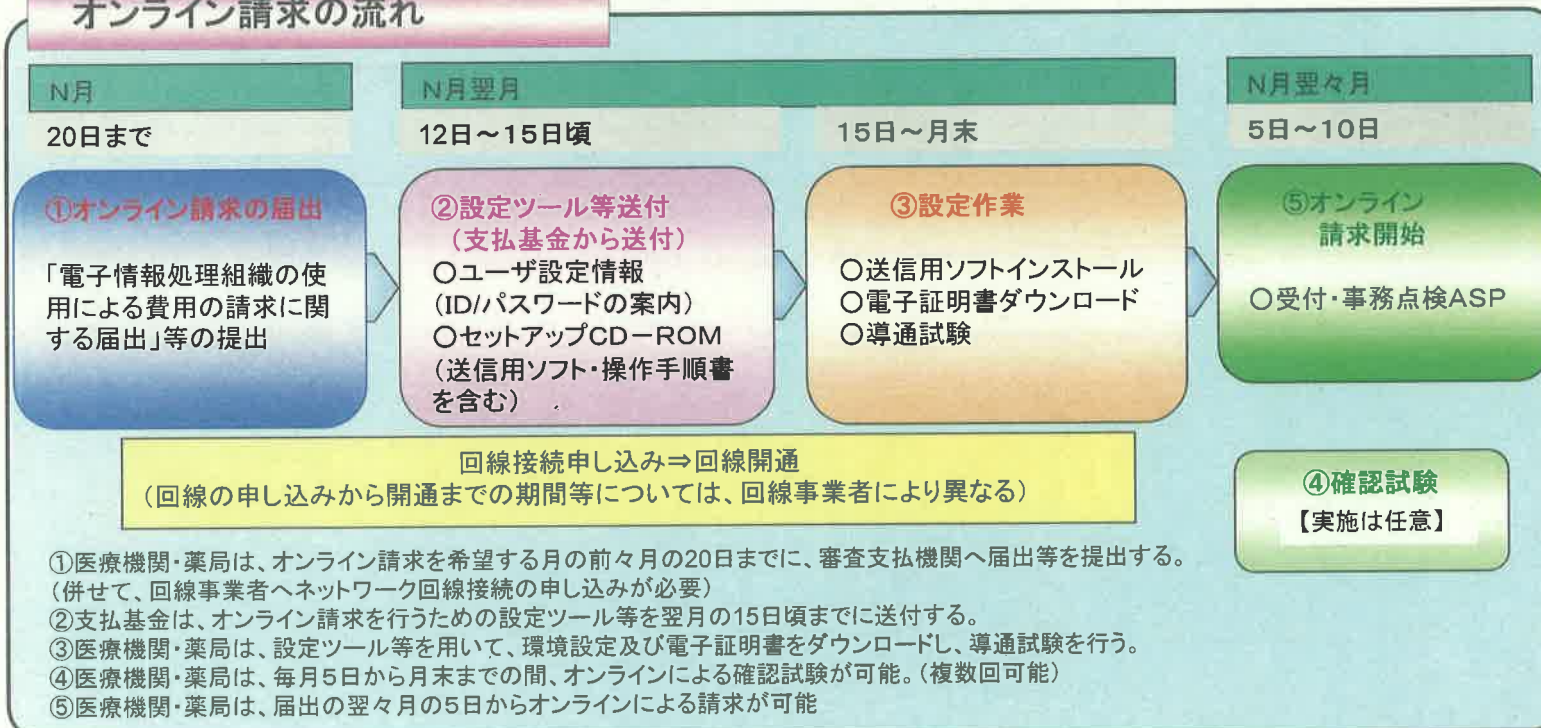 オンライン請求の流れ
N月
20日まで
N月翌月
12日～15日頃
15日～月末
N月翌々月
5日～10日
①オンライン請求の届出
「電子情報処理組織の使
用による費用の請求に関
する届出」等の提出
②設定ツール等送付
（支払基金から送付）
○ユーザ設定情報
(ID/パスワードの案内)
○セットアップCD－ROM
(送信用ソフト・操作手順書
を含む)
③設定作業
○送信用ソフトインストール
○電子証明書ダウンロード
○導通試験
⑤オンライン
請求開始
○受付・事務点検ASP
回線接続申し込み⇒回線開通
（回線の申し込みから開通までの期間等については、回線事業者により異なる）
④確認試験
【実施は任意】
①医療機関・薬局は、オンライン請求を希望する月の前々月の20日までに、審査支払機関へ届出等を提出する。
（併せて、回線事業者へネットワーク回線接続の申し込みが必要）
②支払基金は、オンライン請求を行うための設定ツール等を翌月の15日頃までに送付する。
③医療機関・薬局は、設定ツール等を用いて、環境設定及び電子証明書をダウンロードし、導通試験を行う。
④医療機関・薬局は、毎月5日から月末までの間、オンラインによる確認試験が可能。（複数回可能）
⑤医療機関・薬局は、届出の翌々月の5日からオンラインによる請求が可能